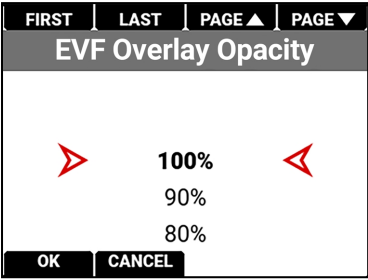 FIRST LAST PAGE▲ PAGE▼
EVF Overlay Opacity
100%
90%
80%
OK CANCEL